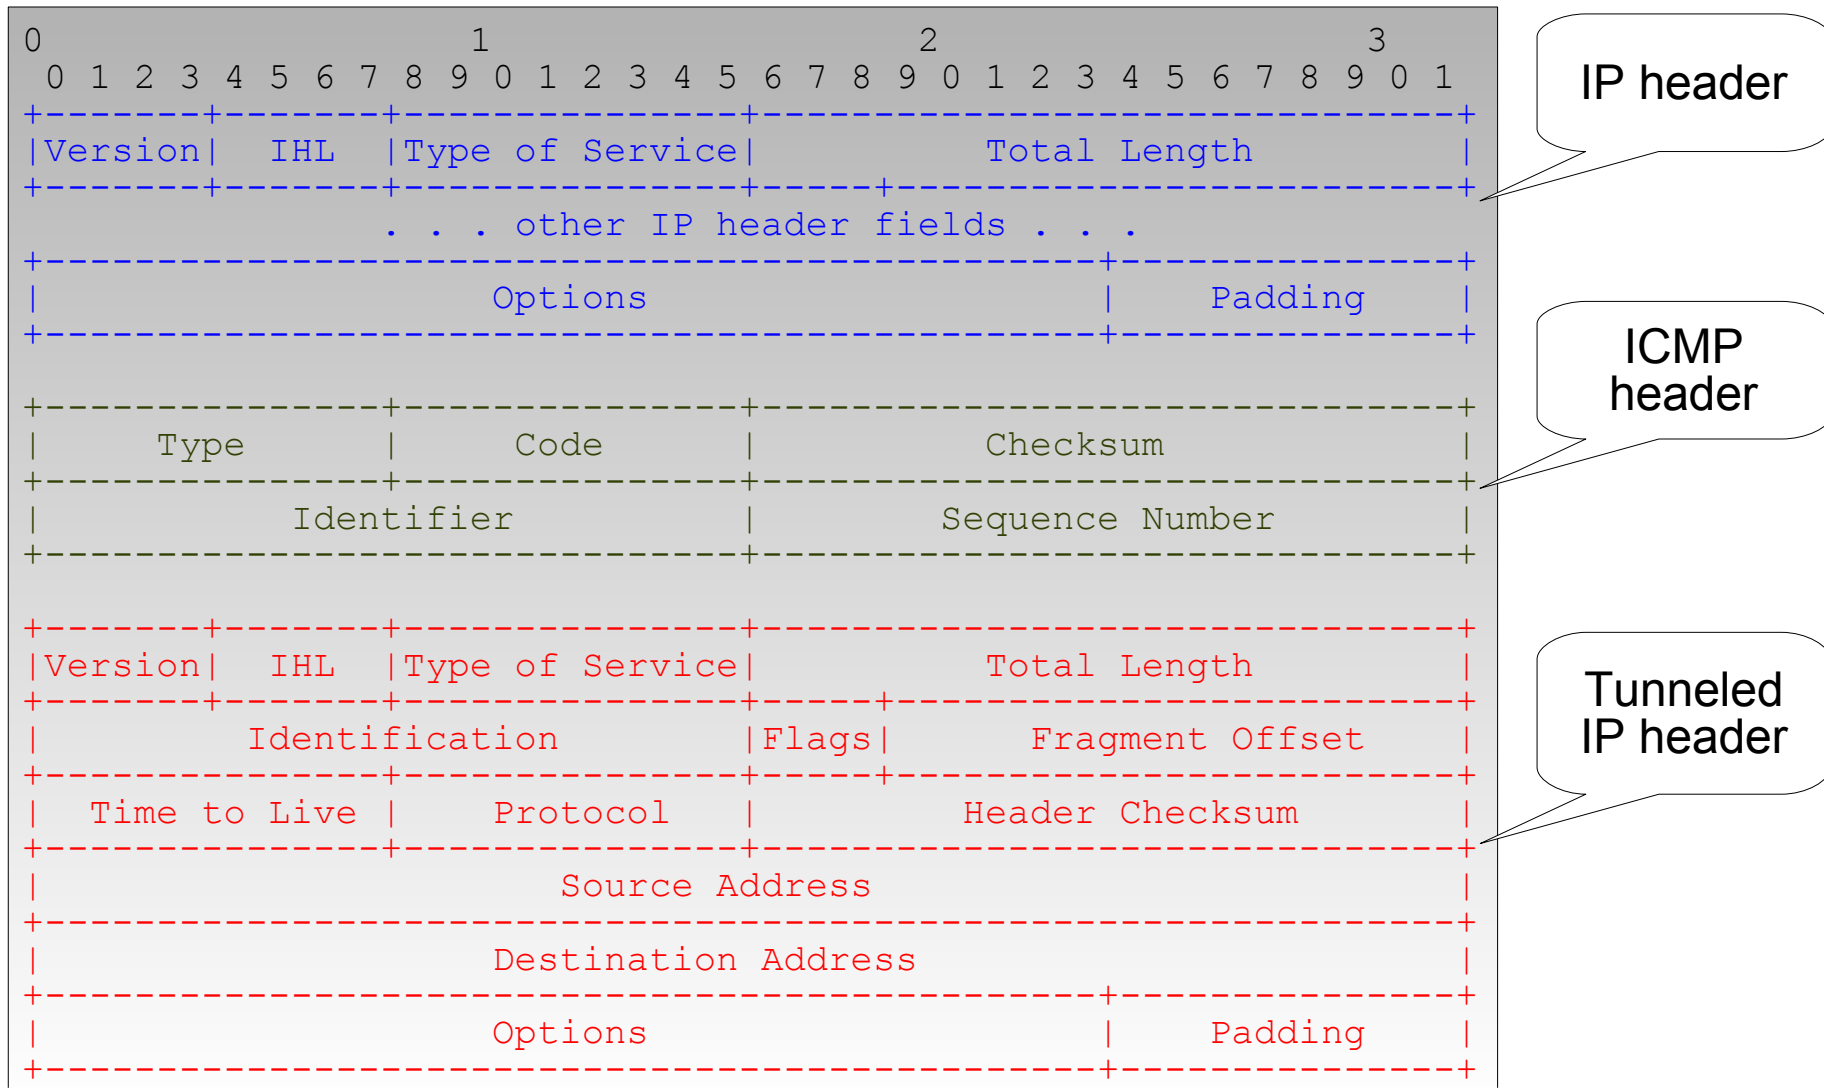 0                   1                   2                   3
 0 1 2 3 4 5 6 7 8 9 0 1 2 3 4 5 6 7 8 9 0 1 2 3 4 5 6 7 8 9 0 1
+-------+-------+---------------+-------------------------------+
|Version|  IHL  |Type of Service|          Total Length         |
+-------+-------+---------------+-----+-------------------------+
. . . other IP header fields . . .
+-----------------------------------------------+---------------+
|                    Options                    |    Padding    |
+-----------------------------------------------+---------------+
+---------------+---------------+-------------------------------+
|     Type      |     Code      |          Checksum             |
+---------------+---------------+-------------------------------+
|           Identifier          |        Sequence Number        |
+-------------------------------+-------------------------------+
+-------+-------+---------------+-------------------------------+
|Version|  IHL  |Type of Service|          Total Length         |
+-------+-------+---------------+-----+-------------------------+
|         Identification        |Flags|      Fragment Offset    |
+---------------+---------------+-----+-------------------------+
|  Time to Live |    Protocol   |         Header Checksum       |
+---------------+---------------+-------------------------------+
|                       Source Address                          |
+---------------------------------------------------------------+
|                    Destination Address                        |
+-----------------------------------------------+---------------+
|                    Options                    |    Padding    |
+-----------------------------------------------+---------------+
IP header
ICMP
header
Tunneled
IP header